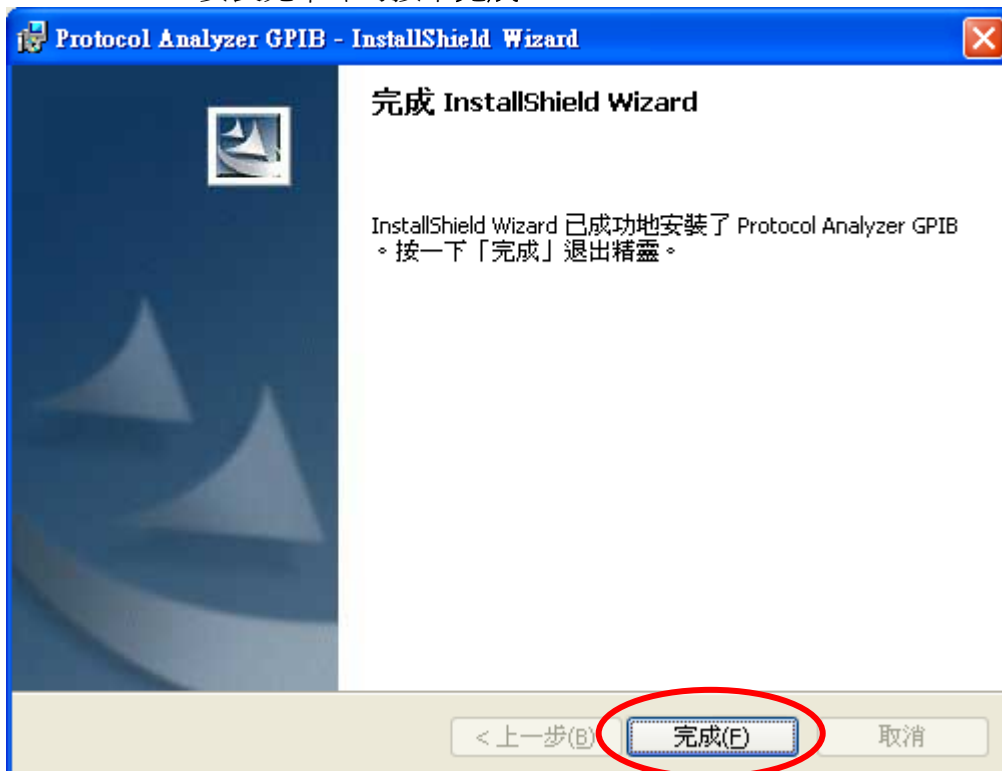 Protocol Analyzer GPIB - InstallShield Wizard
完成 InstallShield Wizard
InstallShield Wizard 已成功地安裝了 Protocol Analyzer GPIB
。按一下「完成」退出精靈。
< 上一步(B)
完成(F)
取消